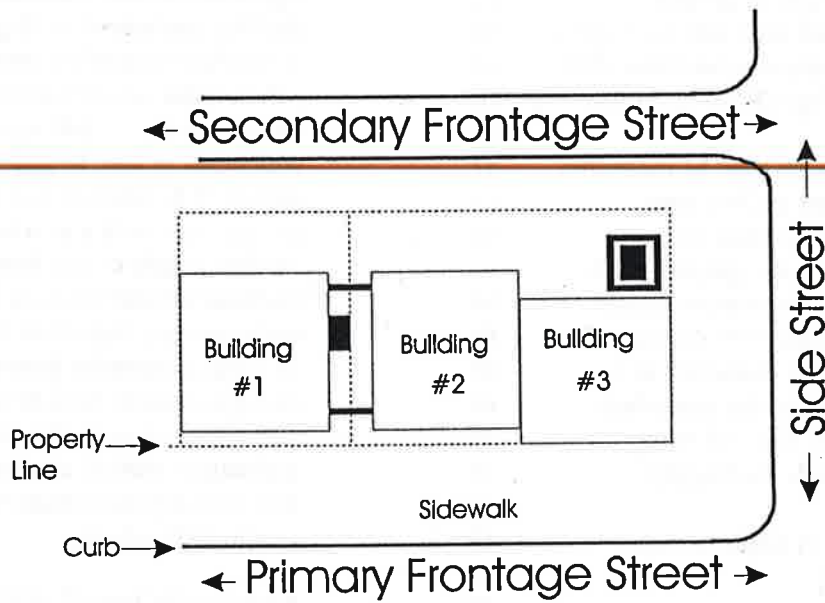 Secondary Frontage Street
Side Street
Building
#1
Building
#2
Building
#3
Property
Line
Sidewalk
Curb
Primary Frontage Street